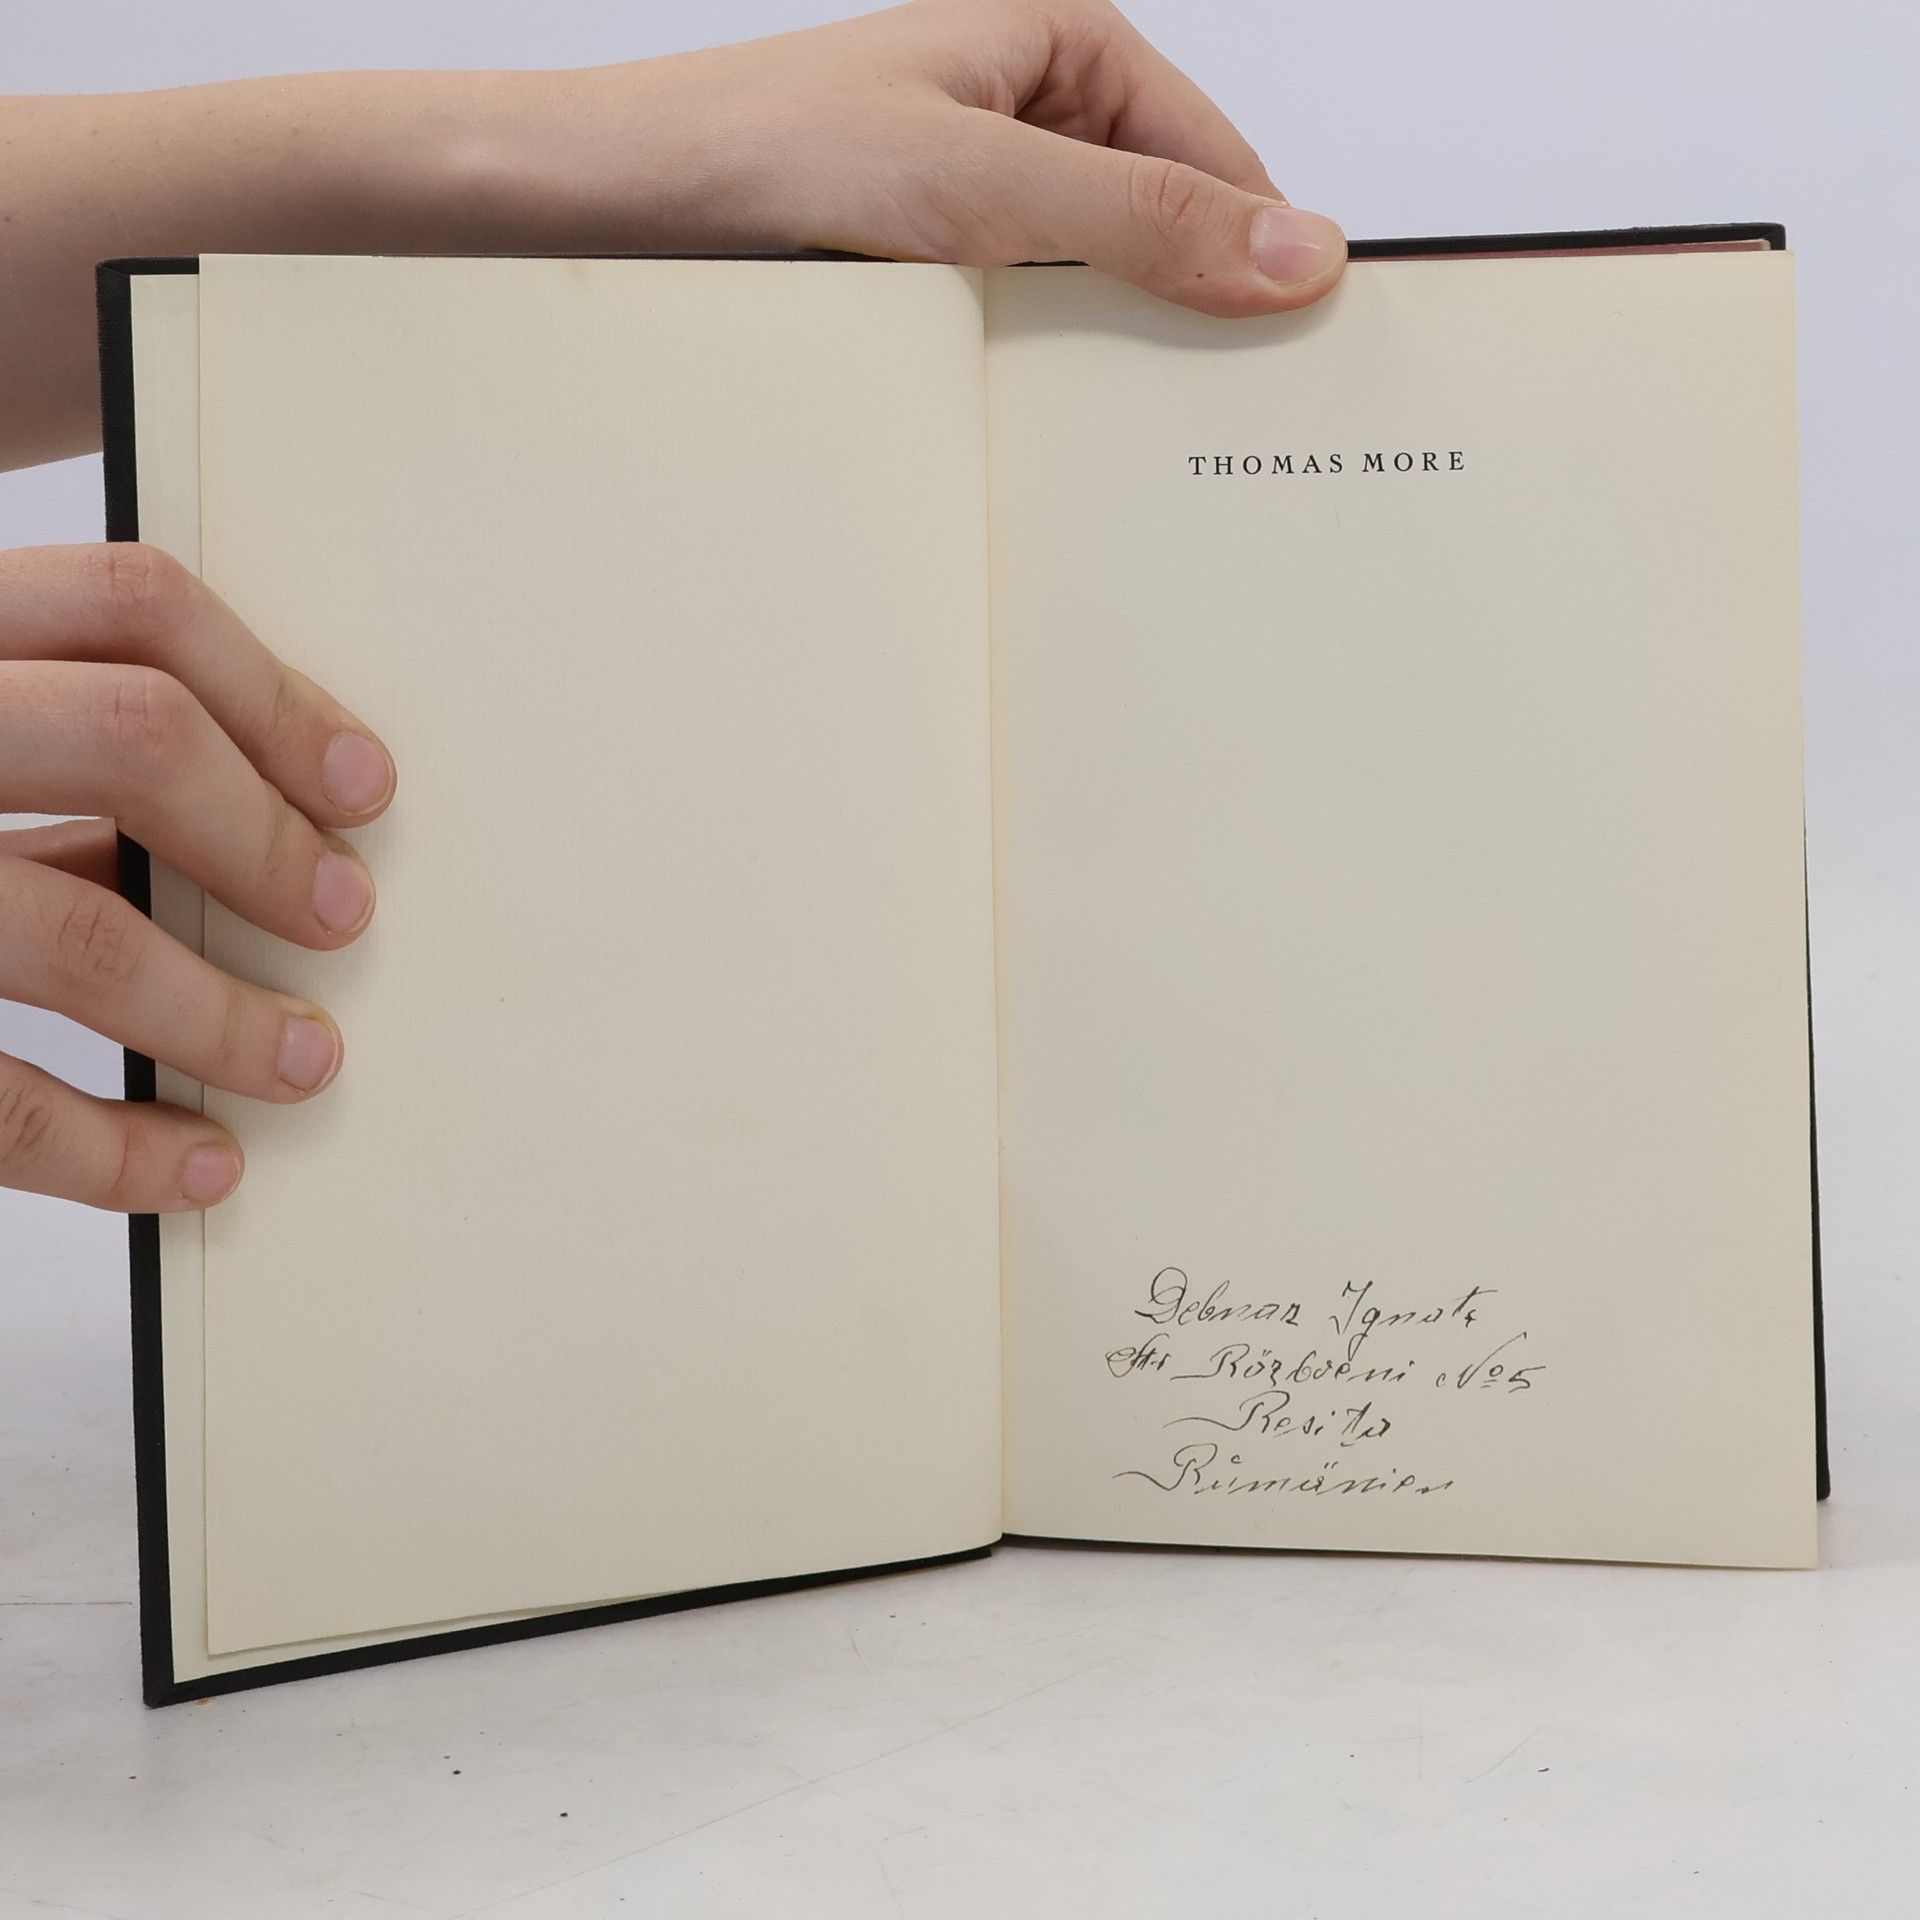 THOMAS MORE
Debnar Ignatz
Str Rözboeni No 5
Resita
Rumänien